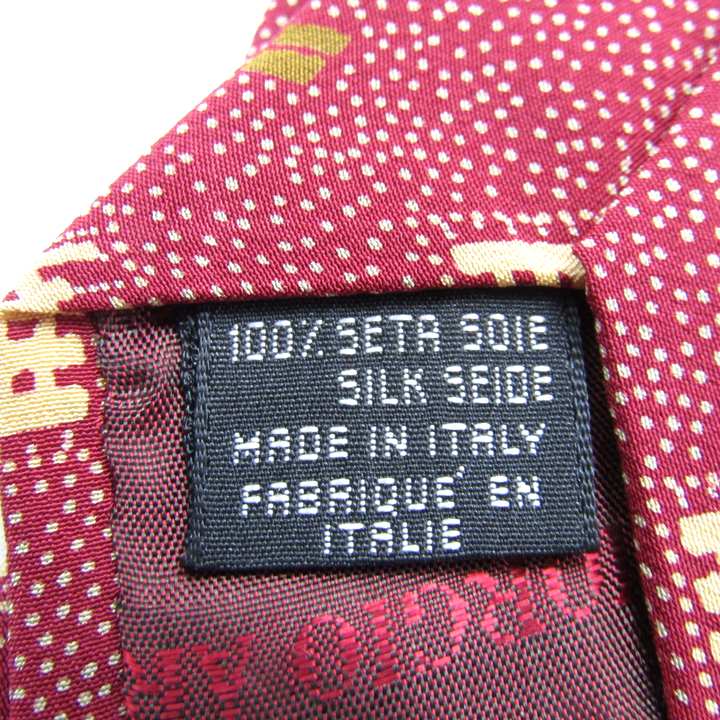 100% SETA SOIE
SILK SEIDE
MADE IN ITALY
FABRIQUÉ EN
ITALIE